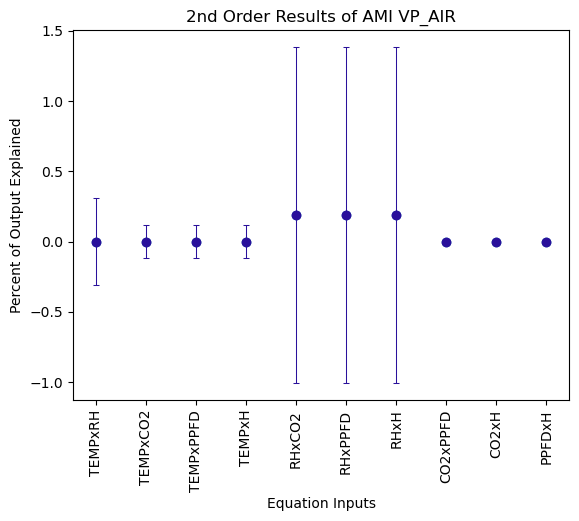 2nd Order Results of AMI VP_AIR
Percent of Output Explained
1.5
1.0
0.5
0.0
−0.5
−1.0
TEMPxRH
TEMPxCO2
TEMPxPPFD
TEMPxH
RHxCO2
RHxPPFD
RHxH
CO2xPPFD
CO2xH
PPFDxH
Equation Inputs